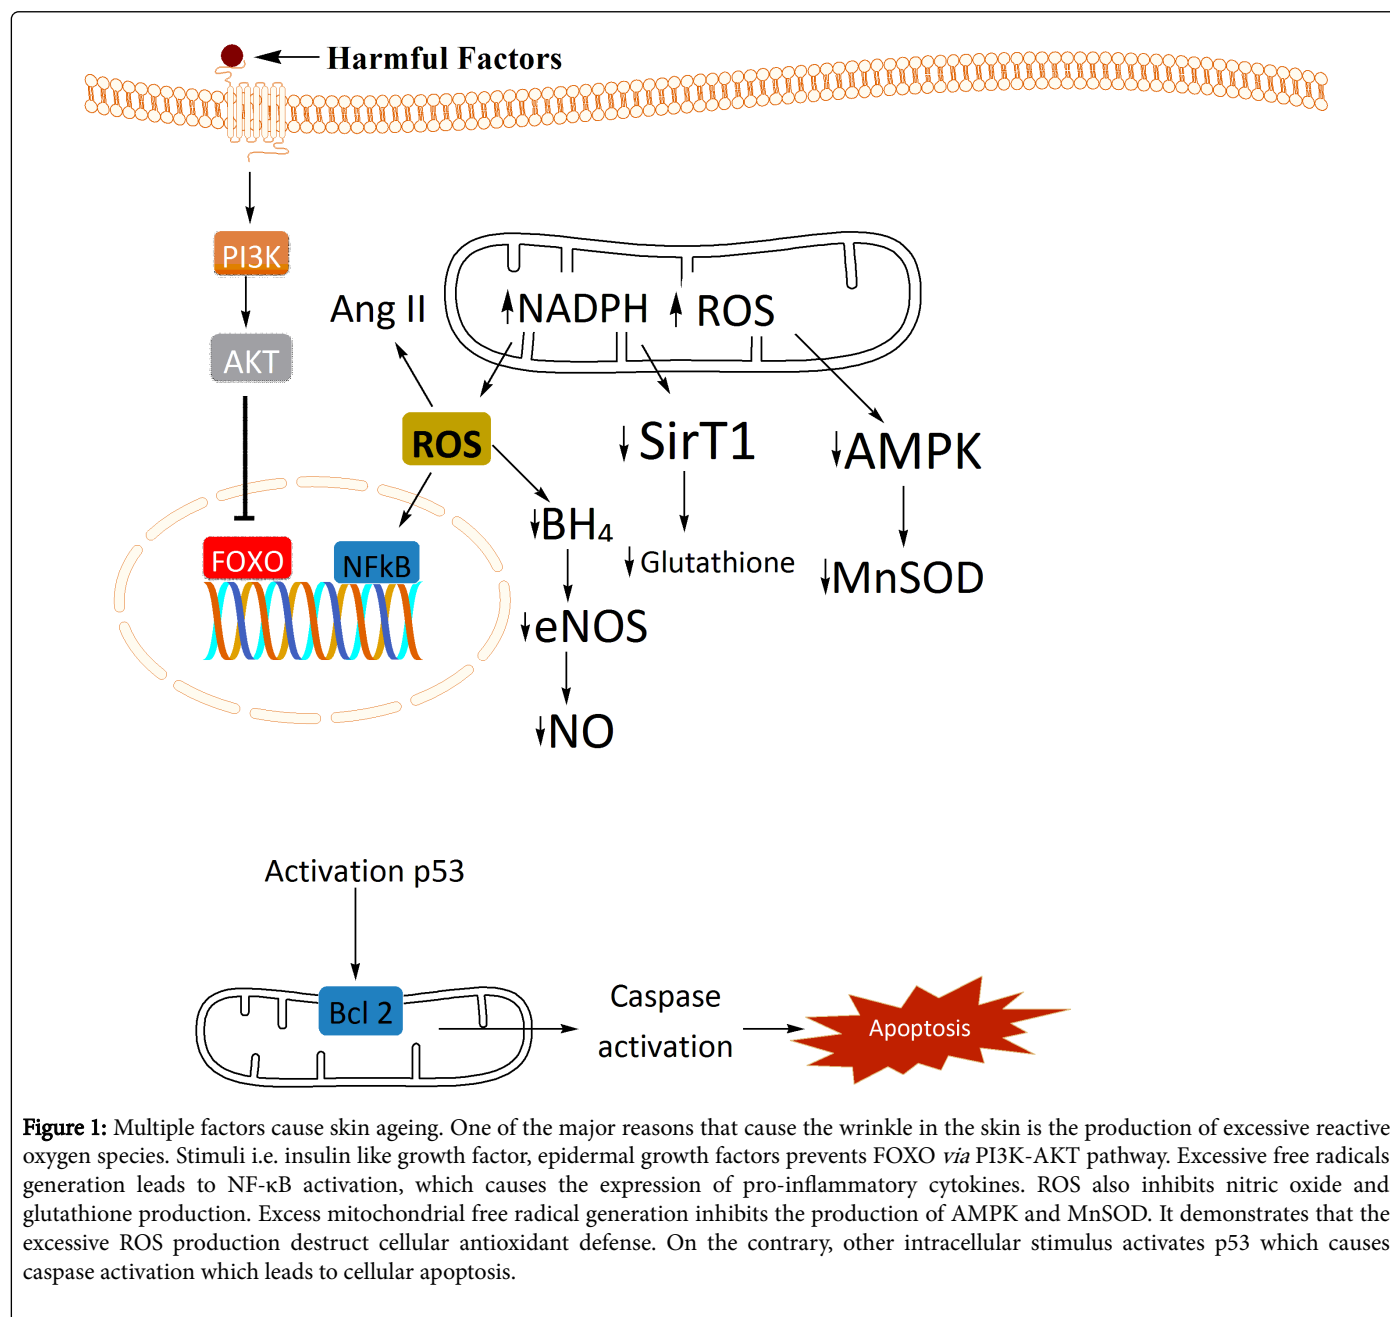 Harmful Factors
PI3K
Ang II
NADPH
ROS
AKT
ROS
SirT1
AMPK
BH4
FOXO
NFkB
Glutathione
MnSOD
eNOS
NO
Activation p53
Bcl 2
Caspase
activation
Apoptosis
Figure 1: Multiple factors cause skin ageing. One of the major reasons that cause the wrinkle in the skin is the production of excessive reactive
oxygen species. Stimuli i.e. insulin like growth factor, epidermal growth factors prevents FOXO via PI3K-AKT pathway. Excessive free radicals
generation leads to NF-κB activation, which causes the expression of pro-inflammatory cytokines. ROS also inhibits nitric oxide and
glutathione production. Excess mitochondrial free radical generation inhibits the production of AMPK and MnSOD. It demonstrates that the
excessive ROS production destruct cellular antioxidant defense. On the contrary, other intracellular stimulus activates p53 which causes
caspase activation which leads to cellular apoptosis.